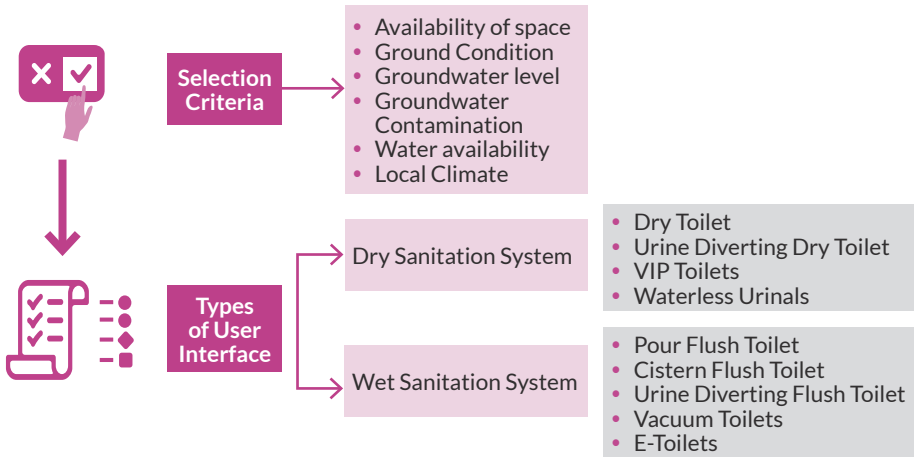 Selection
Criteria
• Availability of space
• Ground Condition
• Groundwater level
• Groundwater
Contamination
• Water availability
• Local Climate
Types
of User
Interface
Dry Sanitation System
• Dry Toilet
• Urine Diverting Dry Toilet
• VIP Toilets
• Waterless Urinals
Wet Sanitation System
• Pour Flush Toilet
• Cistern Flush Toilet
• Urine Diverting Flush Toilet
• Vacuum Toilets
• E-Toilets